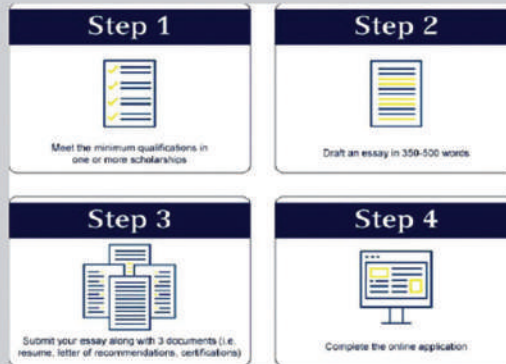 Step 1
Meet the minimum qualifications in
one or more scholarships
Step 2
Draft an essay in 350-500 words
Step 3
Submit your essay along with 3 documents (i.e.
resume, letter of recommendations, certifications)
Step 4
Complete the online application